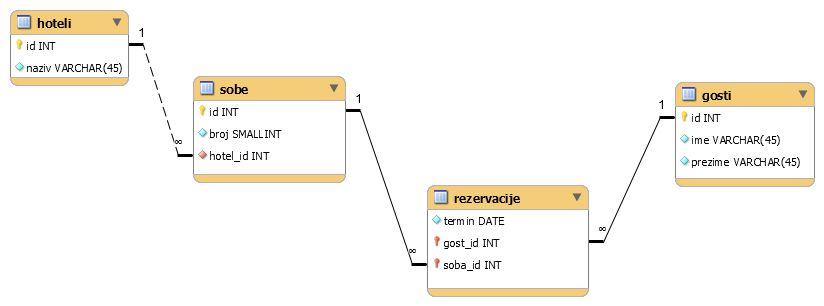 hoteli
id INT
naziv VARCHAR(45)
1
∞
sobe
id INT
broj SMALLINT
hotel_id INT
1
∞
rezervacije
termin DATE
gost_id INT
soba_id INT
∞
1
gosti
id INT
ime VARCHAR(45)
prezime VARCHAR(45)